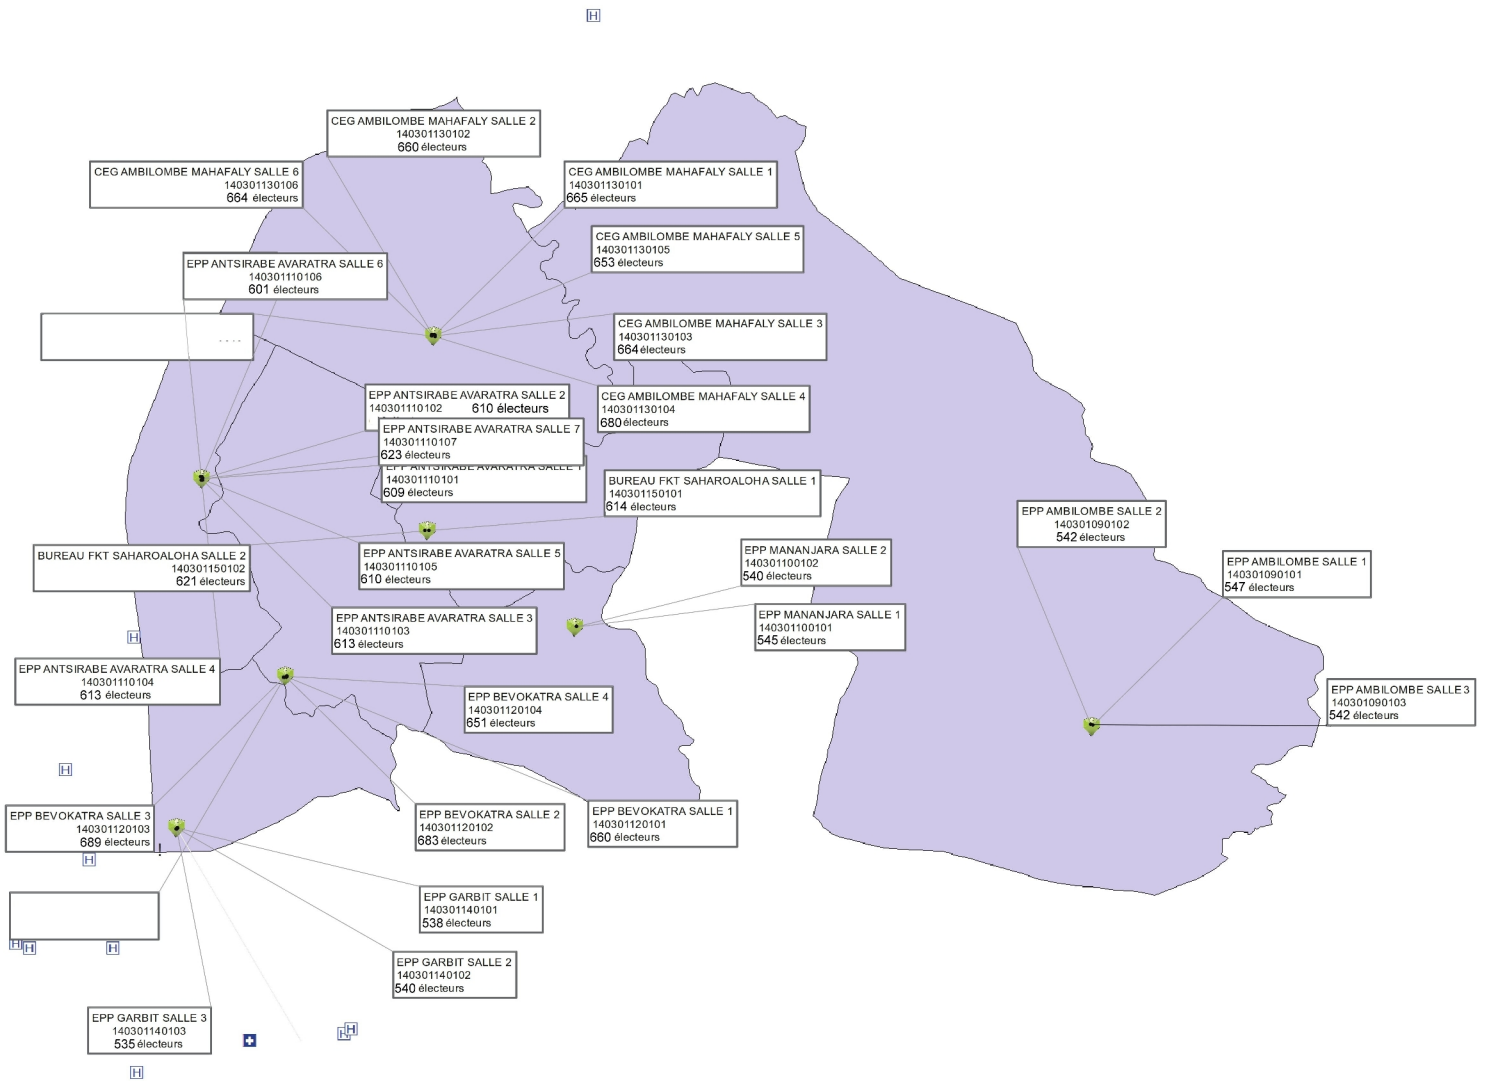 H
CEG AMBILOMBE MAHAFALY SALLE 2
140301130102
660 électeurs
CEG AMBILOMBE MAHAFALY SALLE 6
140301130106
664 électeurs
CEG AMBILOMBE MAHAFALY SALLE 1
140301130101
665 électeurs
CEG AMBILOMBE MAHAFALY SALLE 5
140301130105
653 électeurs
EPP ANTSIRABE AVARATRA SALLE 6
140301110106
601 électeurs
CEG AMBILOMBE MAHAFALY SALLE 3
140301130103
664 électeurs
EPP ANTSIRABE AVARATRA SALLE 2
140301110102 610 électeurs
CEG AMBILOMBE MAHAFALY SALLE 4
140301130104
680 électeurs
EPP ANTSIRABE AVARATRA SALLE 7
140301110107
623 électeurs
EPP ANTSIRABE AVARATRA SALLE 1
140301110101
609 électeurs
BUREAU FKT SAHAROALOHA SALLE 1
140301150101
614 électeurs
EPP AMBILOMBE SALLE 2
140301090102
542 électeurs
BUREAU FKT SAHAROALOHA SALLE 2
140301150102
621 électeurs
EPP ANTSIRABE AVARATRA SALLE 5
140301110105
610 électeurs
EPP MANANJARA SALLE 2
140301100102
540 électeurs
EPP AMBILOMBE SALLE 1
140301090101
547 électeurs
EPP ANTSIRABE AVARATRA SALLE 3
140301110103
613 électeurs
EPP MANANJARA SALLE 1
140301100101
545 électeurs
H
EPP ANTSIRABE AVARATRA SALLE 4
140301110104
613 électeurs
EPP BEVOKATRA SALLE 4
140301120104
651 électeurs
EPP AMBILOMBE SALLE 3
140301090103
542 électeurs
H
EPP BEVOKATRA SALLE 3
140301120103
689 électeurs
!
EPP BEVOKATRA SALLE 2
140301120102
683 électeurs
EPP BEVOKATRA SALLE 1
140301120101
660 électeurs
H
EPP GARBIT SALLE 1
140301140101
538 électeurs
H
H
H
EPP GARBIT SALLE 2
140301140102
540 électeurs
EPP GARBIT SALLE 3
140301140103
535 électeurs
H
H
H